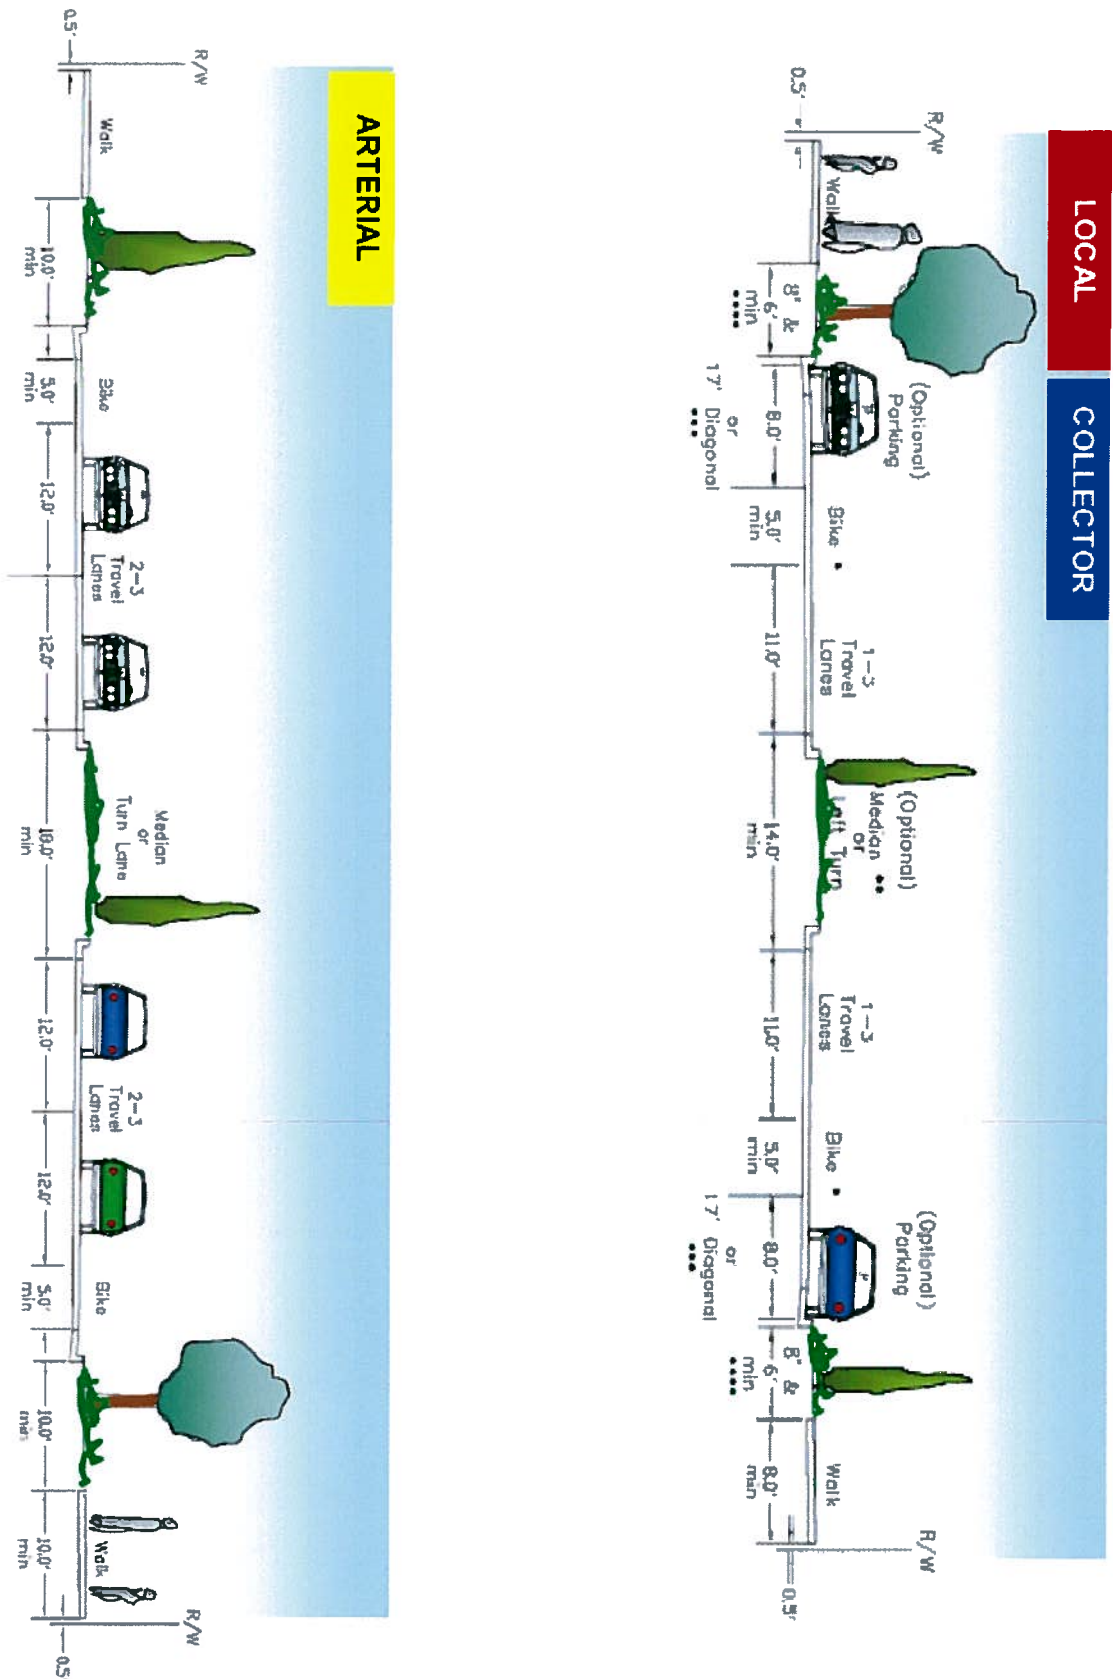 LOCAL
COLLECTOR
R/W
0.5'
Walk
8" &
6'
min
****
(Optional)
Parking
8.0'
or
17' Diagonal
***
Bike *
5.0'
min
1-3
Travel
Lanes
11.0'
(Optional)
Median **
or
Left Turn
14.0'
min
1-3
Travel
Lanes
11.0'
Bike *
5.0'
min
(Optional)
Parking
8.0'
or
17' Diagonal
***
8" &
6'
min
****
Walk
8.0'
min
R/W
0.5'
ARTERIAL
R/W
0.5'
Walk
10.0'
min
Bike
5.0'
min
12.0'
2-3
Travel
Lanes
12.0'
Median
or
Turn Lane
18.0'
min
12.0'
2-3
Travel
Lanes
12.0'
Bike
5.0'
min
10.0'
min
Walk
10.0'
min
R/W
0.5